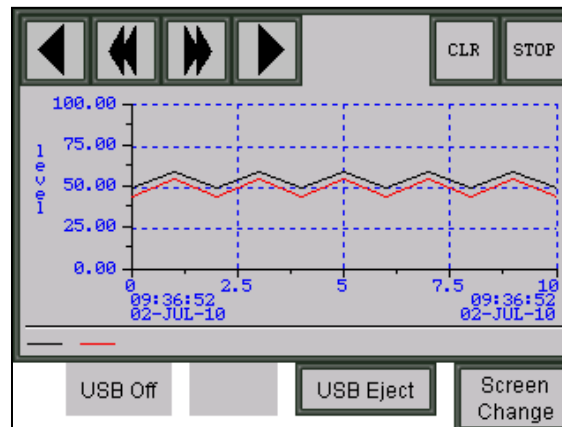 CLR STOP
100.00
75.00
level
50.00
25.00
0.00
0 2.5 5 7.5 10
09:36:52 09:36:52
02-JUL-10 02-JUL-10
USB Off USB Eject Screen
Change